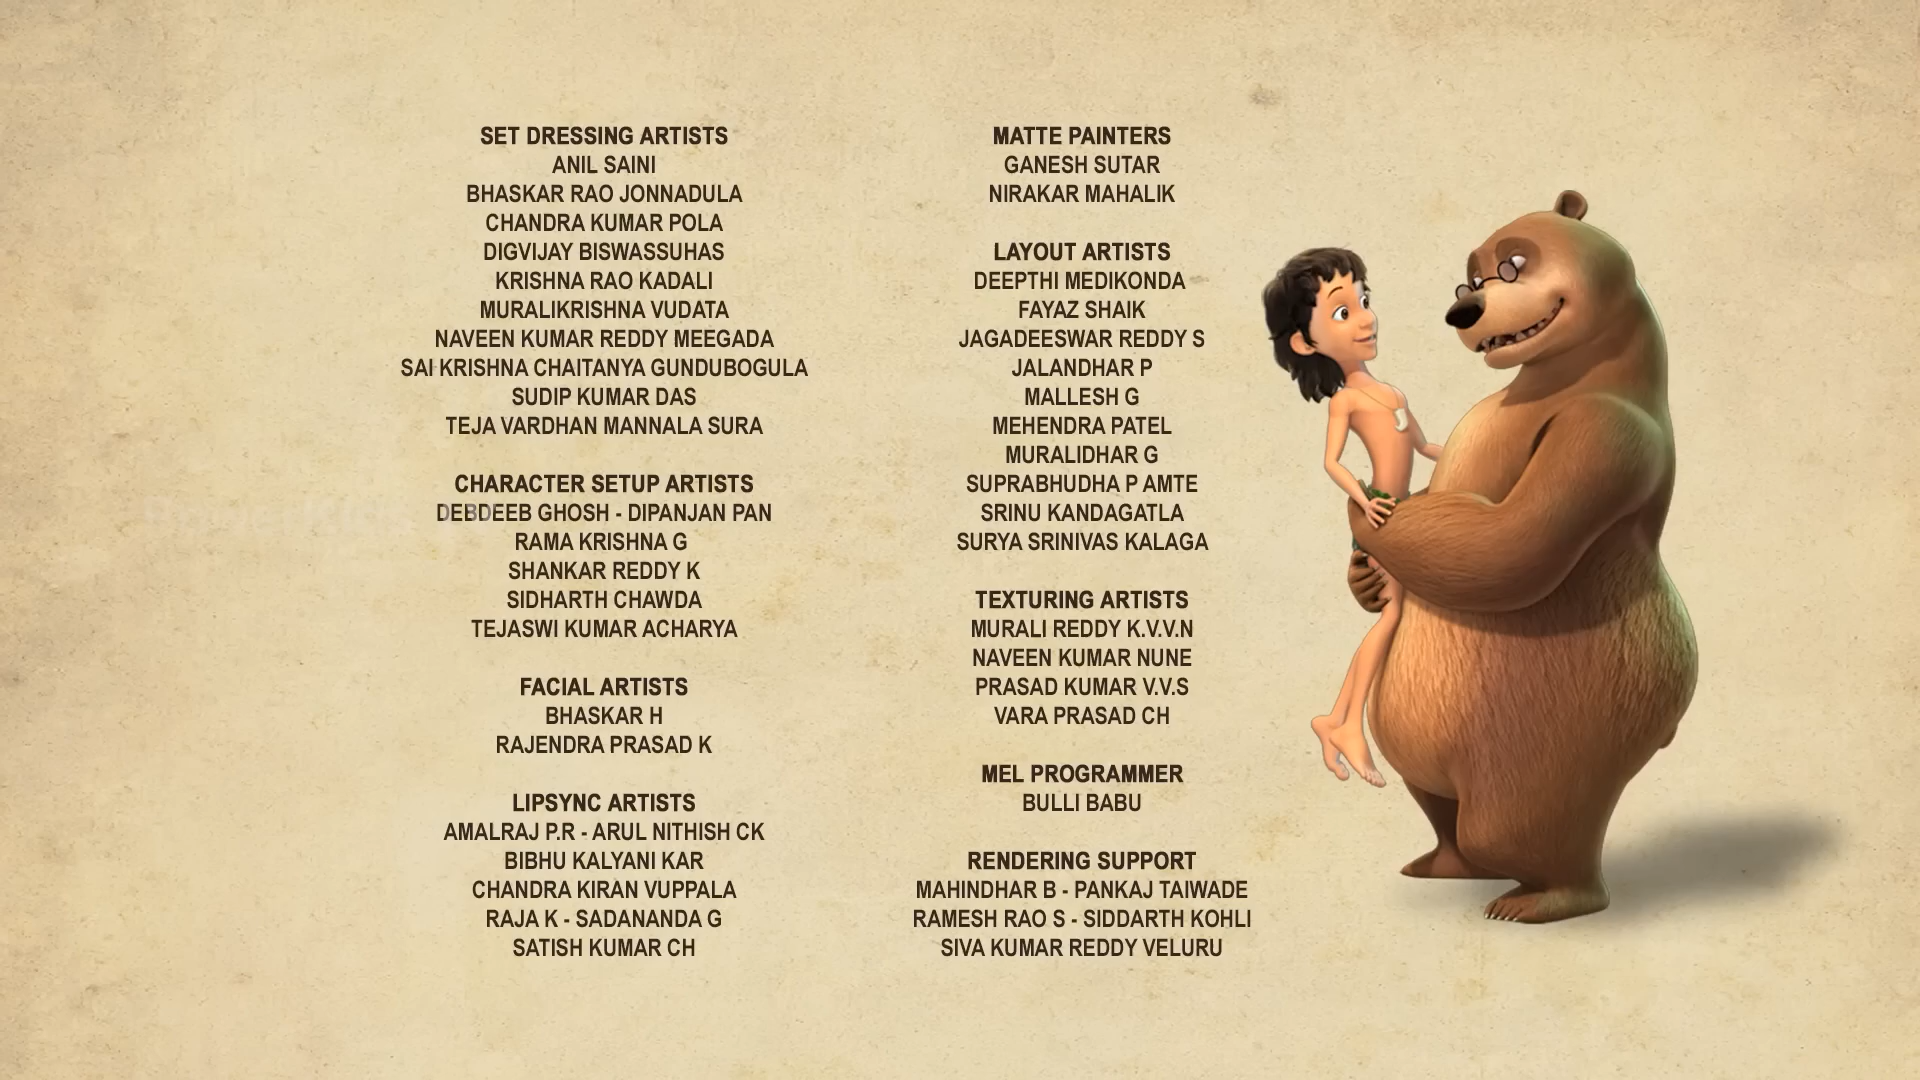 SET DRESSING ARTISTS
ANIL SAINI
BHASKAR RAO JONNADULA
CHANDRA KUMAR POLA
DIGVIJAY BISWASSUHAS
KRISHNA RAO KADALI
MURALIKRISHNA VUDATA
NAVEEN KUMAR REDDY MEEGADA
SAI KRISHNA CHAITANYA GUNDUBOGULA
SUDIP KUMAR DAS
TEJA VARDHAN MANNALA SURA
CHARACTER SETUP ARTISTS
DEBDEEB GHOSH - DIPANJAN PAN
RAMA KRISHNA G
SHANKAR REDDY K
SIDHARTH CHAWDA
TEJASWI KUMAR ACHARYA
FACIAL ARTISTS
BHASKAR H
RAJENDRA PRASAD K
LIPSYNC ARTISTS
AMALRAJ P.R - ARUL NITHISH CK
BIBHU KALYANI KAR
CHANDRA KIRAN VUPPALA
RAJA K - SADANANDA G
SATISH KUMAR CH
MATTE PAINTERS
GANESH SUTAR
NIRAKAR MAHALIK
LAYOUT ARTISTS
DEEPTHI MEDIKONDA
FAYAZ SHAIK
JAGADEESWAR REDDY S
JALANDHAR P
MALLESH G
MEHENDRA PATEL
MURALIDHAR G
SUPRABHUDHA P AMTE
SRINU KANDAGATLA
SURYA SRINIVAS KALAGA
TEXTURING ARTISTS
MURALI REDDY K.V.V.N
NAVEEN KUMAR NUNE
PRASAD KUMAR V.V.S
VARA PRASAD CH
MEL PROGRAMMER
BULLI BABU
RENDERING SUPPORT
MAHINDHAR B - PANKAJ TAIWADE
RAMESH RAO S - SIDDARTH KOHLI
SIVA KUMAR REDDY VELURU